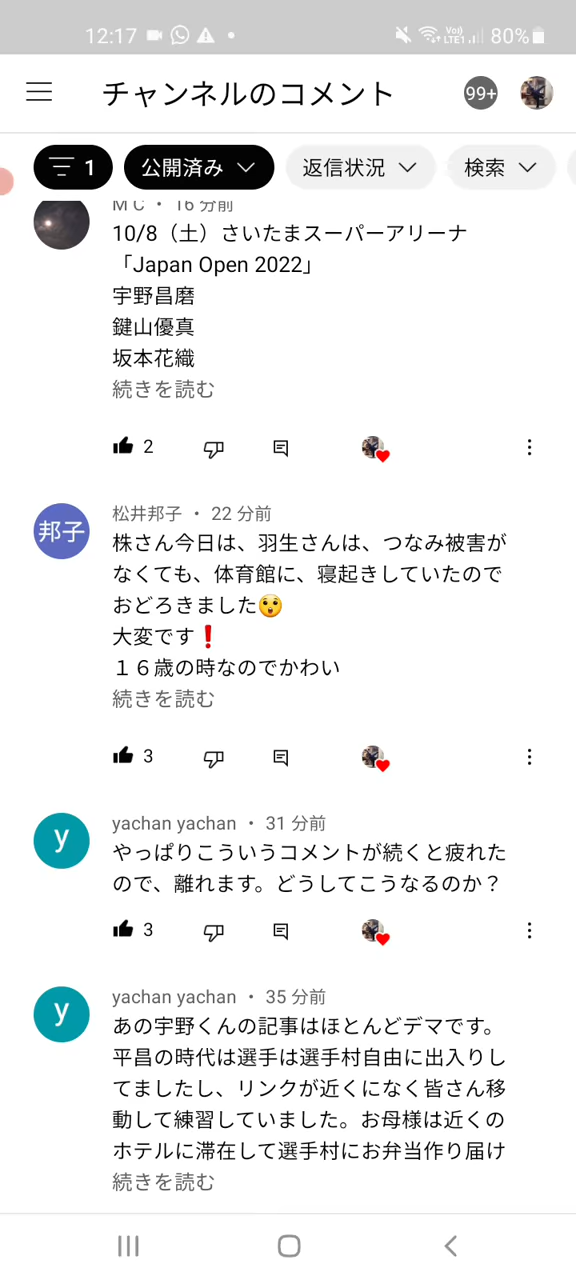 12:17
Vo)) LTE1 80%
チャンネルのコメント
99+
1 公開済み 返信状況 検索
M C ・ 16 分前
10/8（土）さいたまスーパーアリーナ
「Japan Open 2022」
宇野昌磨
鍵山優真
坂本花織
続きを読む
2
邦子
松井邦子 ・ 22 分前
株さん今日は、羽生さんは、つなみ被害が
なくても、体育館に、寝起きしていたので
おどろきました😲
大変です❗
１６歳の時なのでかわい
続きを読む
3
y
yachan yachan ・ 31 分前
やっぱりこういうコメントが続くと疲れた
ので、離れます。どうしてこうなるのか？
3
y
yachan yachan ・ 35 分前
あの宇野くんの記事はほとんどデマです。
平昌の時代は選手は選手村自由に出入りし
てましたし、リンクが近くになく皆さん移
動して練習していました。お母様は近くの
ホテルに滞在して選手村にお弁当作り届け
続きを読む